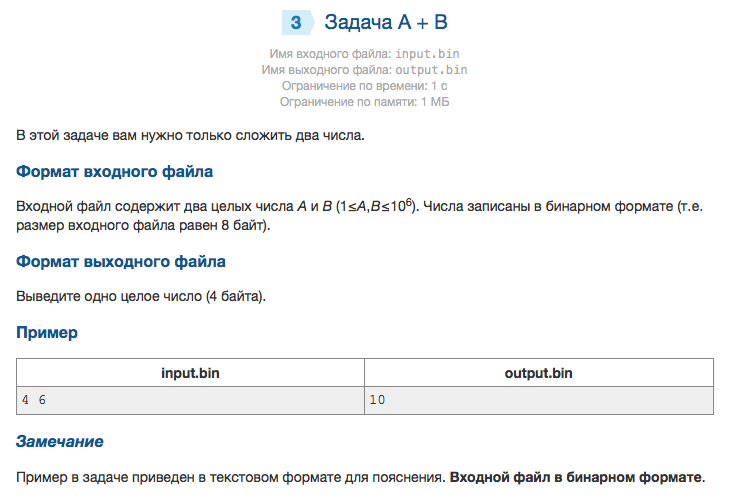 3 Задача A + B
Имя входного файла: input.bin
Имя выходного файла: output.bin
Ограничение по времени: 1 с
Ограничение по памяти: 1 МБ
В этой задаче вам нужно только сложить два числа.
Формат входного файла
Входной файл содержит два целых числа A и B (1≤A,B≤10⁶). Числа записаны в бинарном формате (т.е.
размер входного файла равен 8 байт).
Формат выходного файла
Выведите одно целое число (4 байта).
Пример
input.bin output.bin
4 6 10
Замечание
Пример в задаче приведен в текстовом формате для пояснения. Входной файл в бинарном формате.